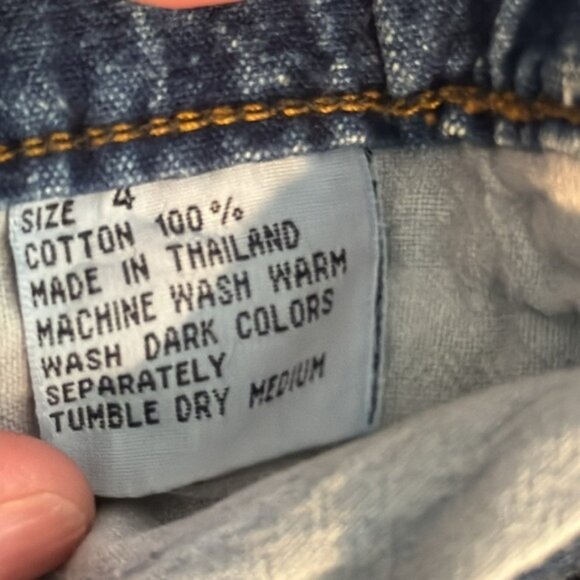 SIZE 4
COTTON 100%
MADE IN THAILAND
MACHINE WASH WARM
WASH DARK COLORS
SEPARATELY
TUMBLE DRY MEDIUM